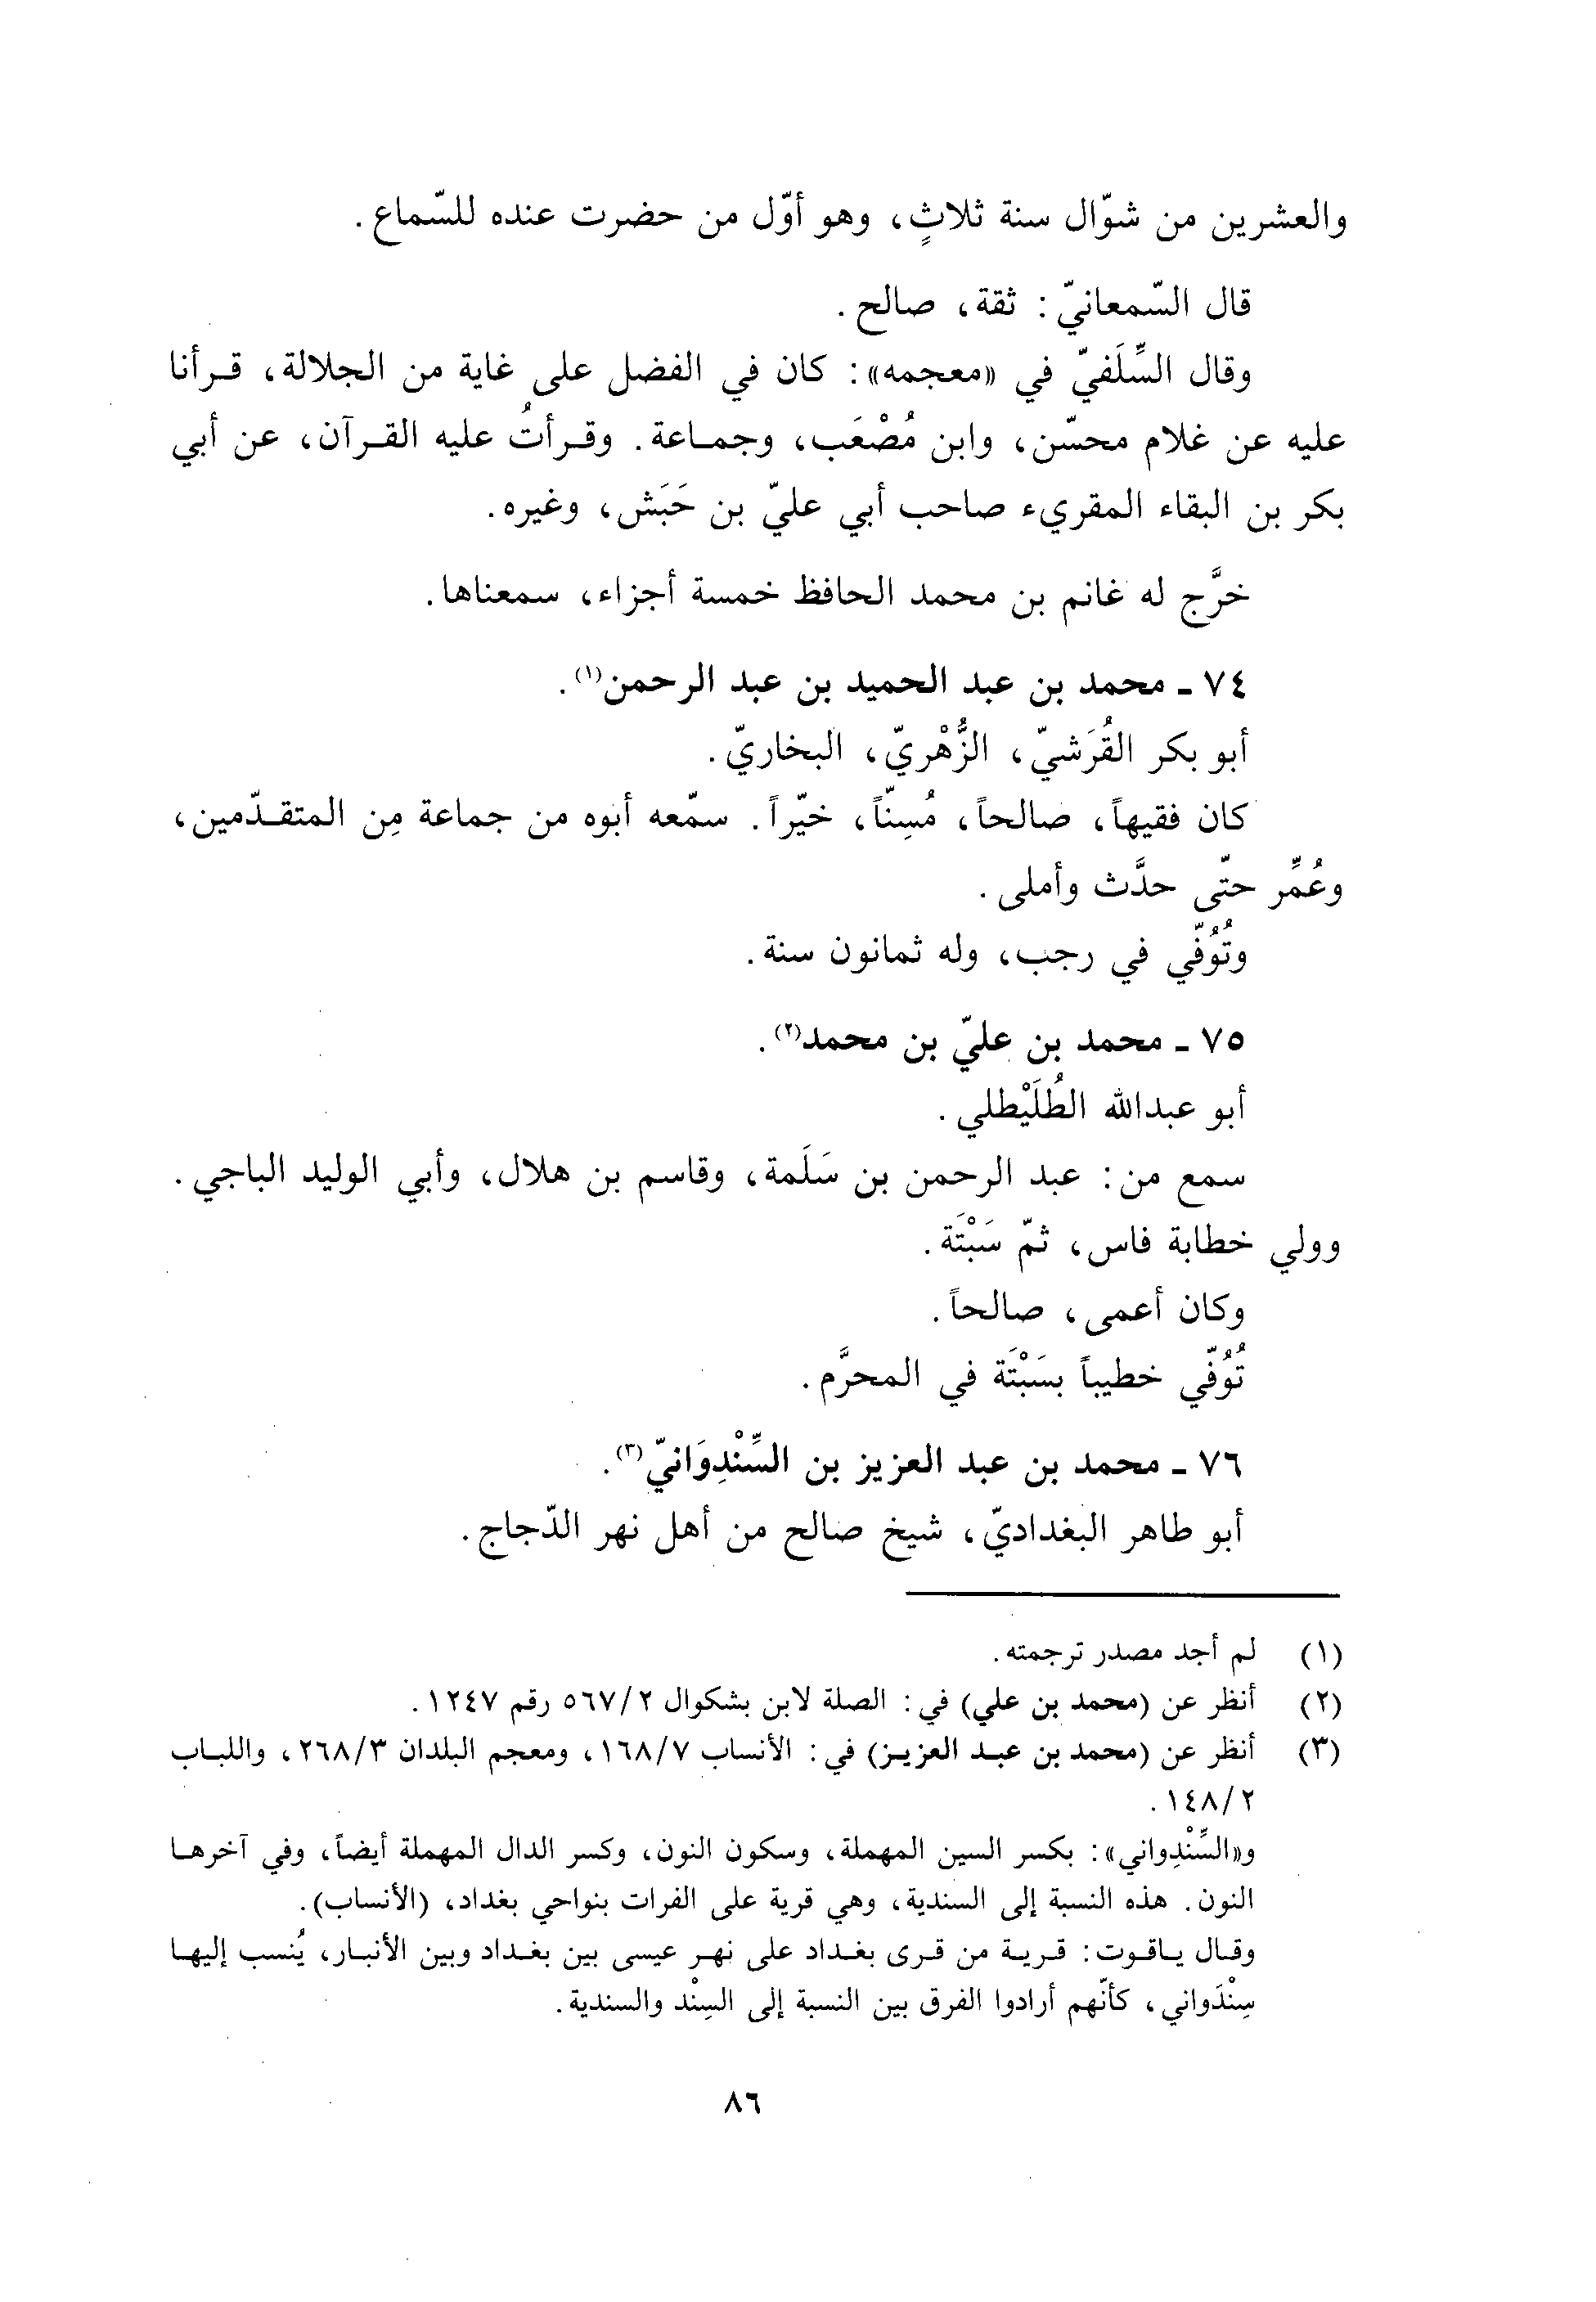 والعشرين من شوّال سنة ثلاثٍ، وهو أوّل من حضرت عنده للسّماع.
قال السّمعانيّ: ثقة، صالح.
وقال السِّلَفيّ في «معجمه»: كان في الفضل على غاية من الجلالة، قرأنا
عليه عن غلام محسّن، وابن مُصْعَب، وجماعة. وقرأتُ عليه القرآن، عن أبي
بكر بن البقاء المقريء صاحب أبي عليّ بن حَبَش، وغيره.
خرَّج له غانم بن محمد الحافظ خمسة أجزاء، سمعناها.
٧٤ ـ محمد بن عبد الحميد بن عبد الرحمن(١).
أبو بكر القُرَشيّ، الزُّهْريّ، البخاريّ.
كان فقيهاً، صالحاً، مُسِنّاً، خيّراً. سمّعه أبوه من جماعة مِن المتقدّمين،
وعُمِّر حتّى حدَّث وأملى.
وتُوُفّي في رجب، وله ثمانون سنة.
٧٥ ـ محمد بن عليّ بن محمد(٢).
أبو عبدالله الطُلَيْطلي.
سمع من: عبد الرحمن بن سَلَمة، وقاسم بن هلال، وأبي الوليد الباجي.
وولي خطابة فاس، ثمّ سَبْتَة.
وكان أعمى، صالحاً.
تُوُفّي خطيباً بسَبْتَة في المحرَّم.
٧٦ ـ محمد بن عبد العزيز بن السِّنْدِوَانيّ(٣).
أبو طاهر البغداديّ، شيخ صالح من أهل نهر الدّجاج.
(١) لم أجد مصدر ترجمته.
(٢) أنظر عن (محمد بن علي) في: الصلة لابن بشكوال ٥٦٧/٢ رقم ١٢٤٧.
(٣) أنظر عن (محمد بن عبد العزيز) في: الأنساب ١٦٨/٧، ومعجم البلدان ٢٦٨/٣، واللباب
١٤٨/٢.
و«السِّنْدِواني»: بكسر السين المهملة، وسكون النون، وكسر الدال المهملة أيضاً، وفي آخرها
النون. هذه النسبة إلى السندية، وهي قرية على الفرات بنواحي بغداد، (الأنساب).
وقال ياقوت: قرية من قرى بغداد على نهر عيسى بين بغداد وبين الأنبار، يُنسب إليها
سِنْدَواني، كأنّهم أرادوا الفرق بين النسبة إلى السِنْد والسندية.
٨٦